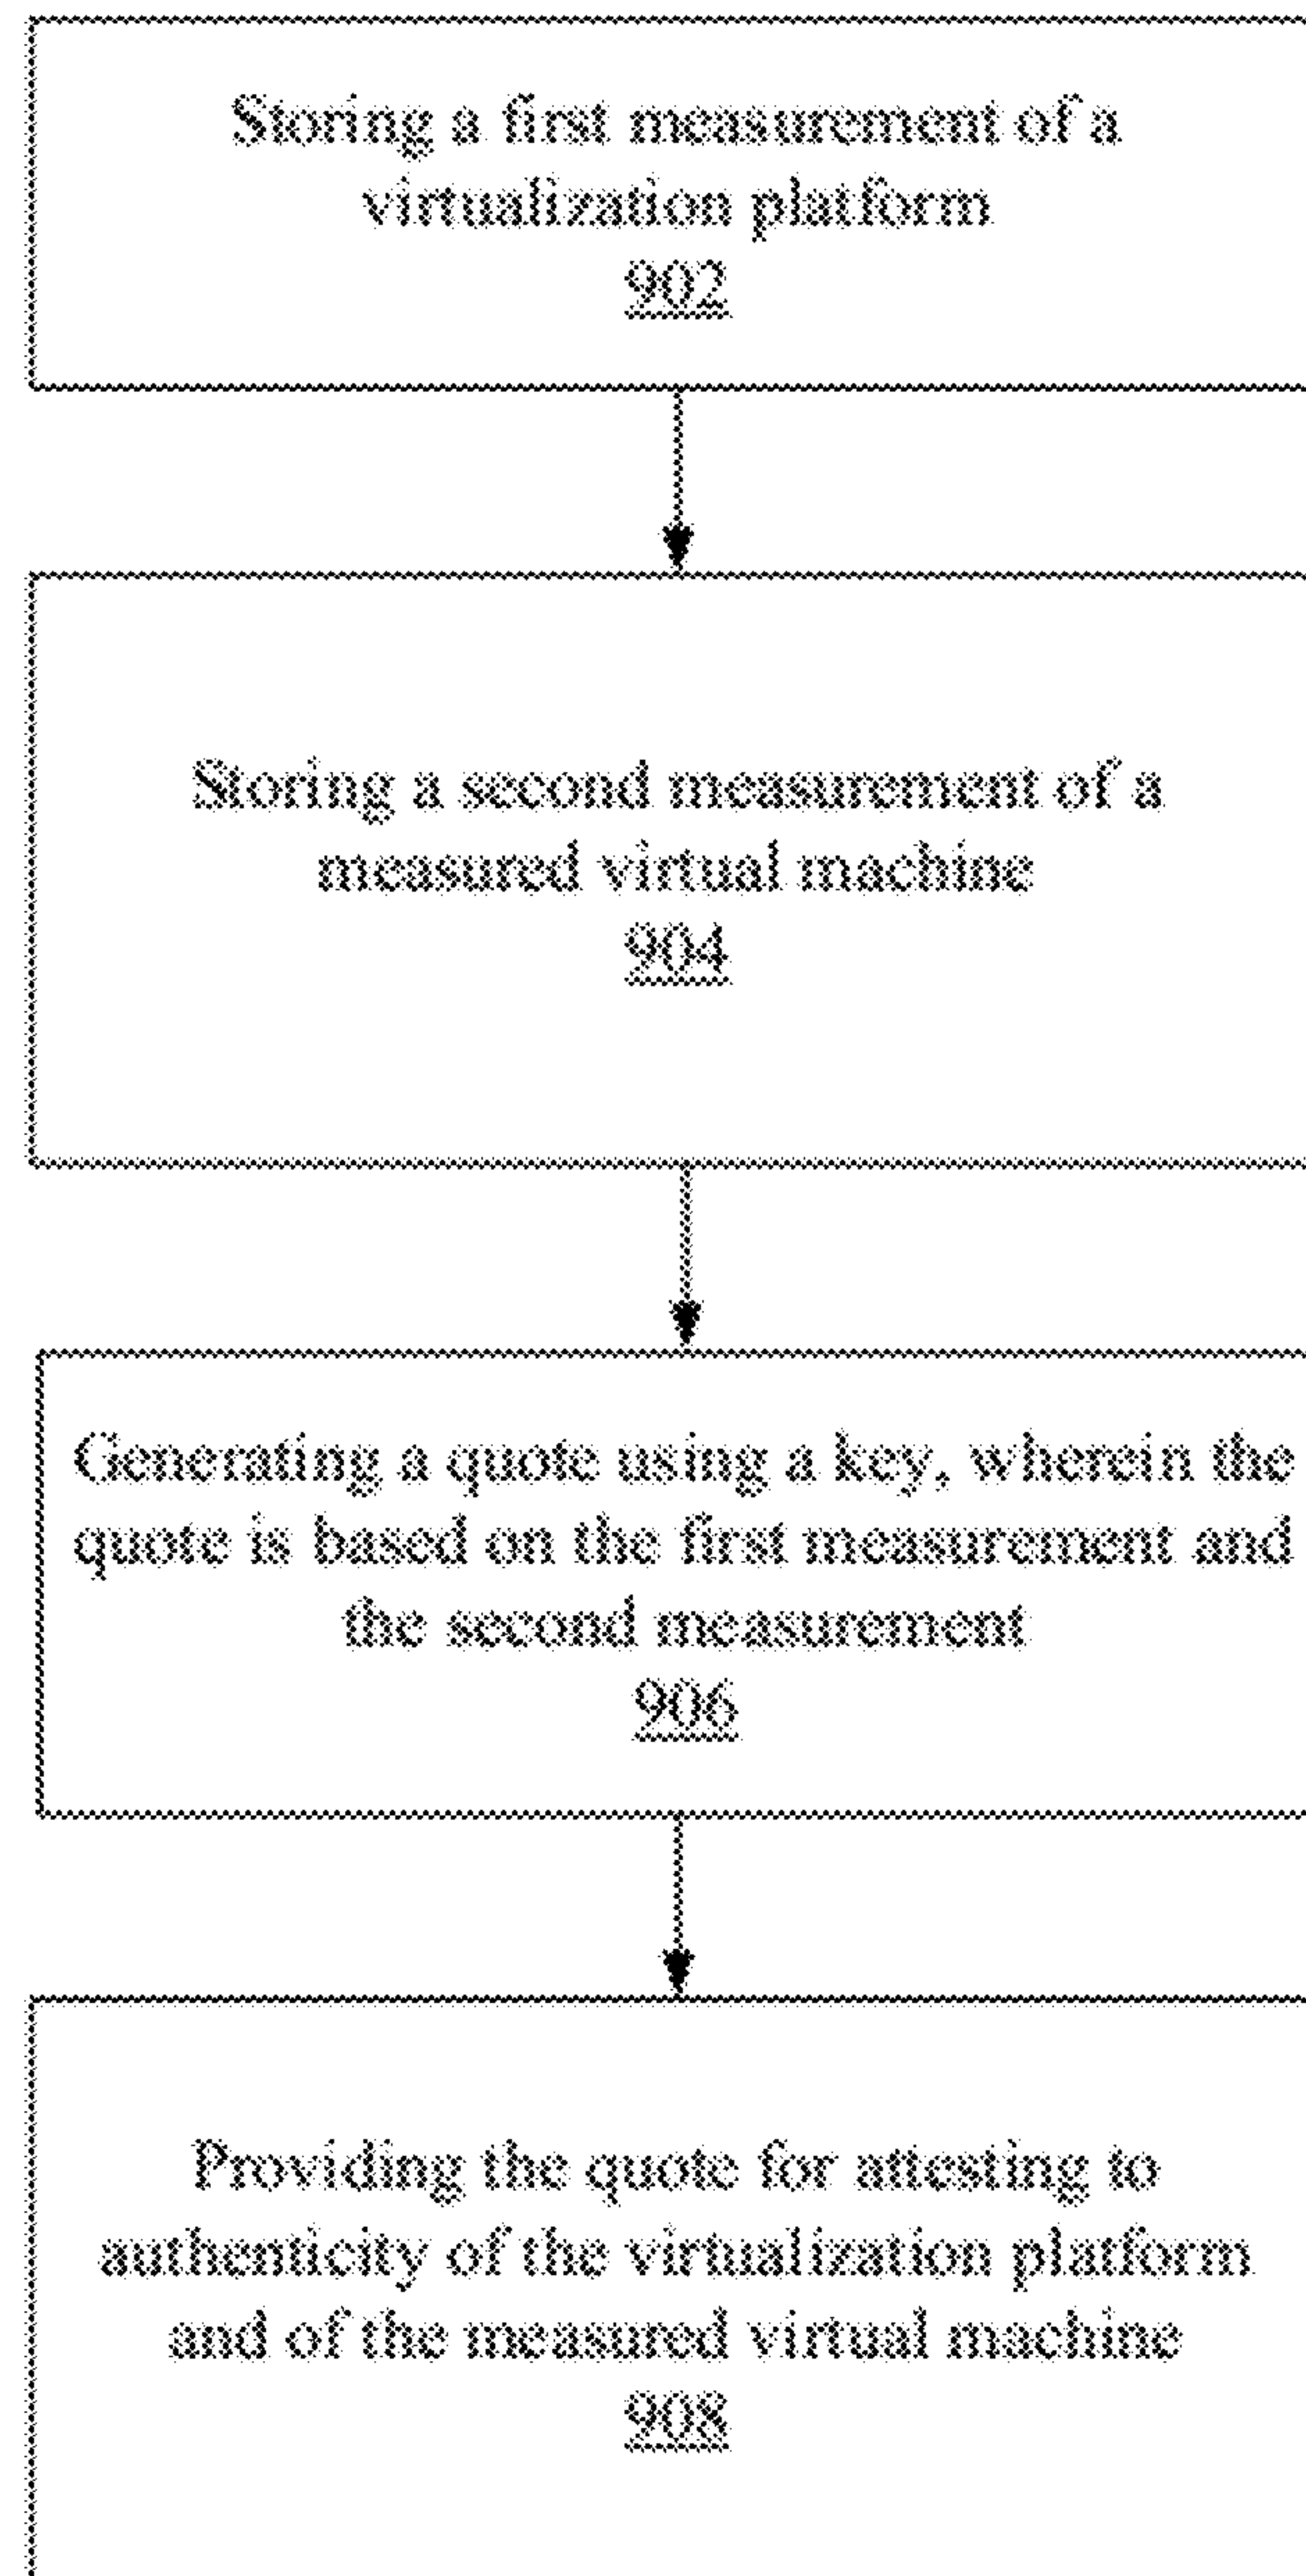 Storing a first measurement of a
virtualization platform
902
Storing a second measurement of a
measured virtual machine
904
Generating a quote using a key, wherein the
quote is based on the first measurement and
the second measurement
906
Providing the quote for attesting to
authenticity of the virtualization platform
and of the measured virtual machine
908